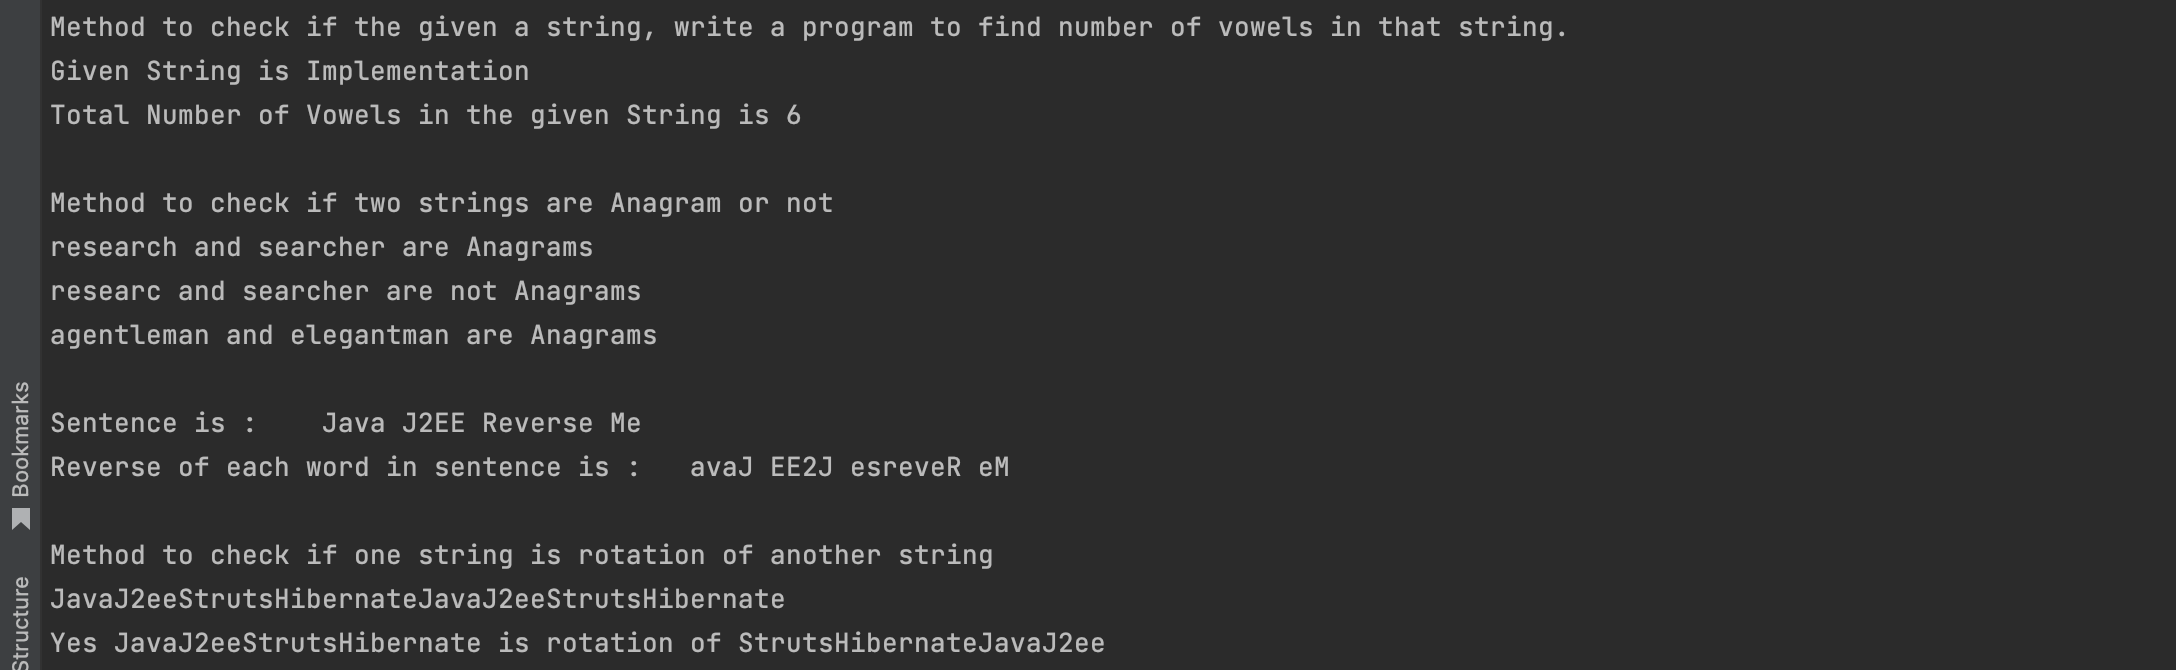 Method to check if the given a string, write a program to find number of vowels in that string.
Given String is Implementation
Total Number of Vowels in the given String is 6

Method to check if two strings are Anagram or not
research and searcher are Anagrams
researc and searcher are not Anagrams
agentleman and elegantman are Anagrams

Sentence is :    Java J2EE Reverse Me
Reverse of each word in sentence is :   avaJ EE2J esreveR eM

Method to check if one string is rotation of another string
JavaJ2eeStrutsHibernateJavaJ2eeStrutsHibernate
Yes JavaJ2eeStrutsHibernate is rotation of StrutsHibernateJavaJ2ee
Bookmarks
Structure